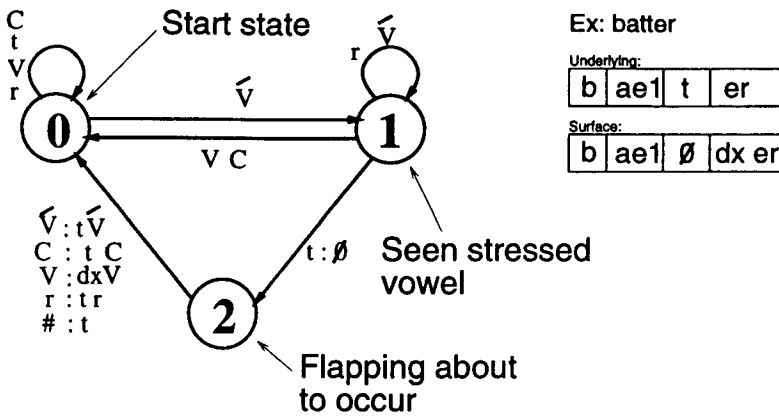 C
t
V
r
Start state
0
V́
r
V́
1
V C
Ex: batter
Underlying:
b ae1 t er
Surface:
b ae1 ∅ dx er
V́ : t V́
C : t C
V : dxV
r : t r
# : t
t : ∅
2
Seen stressed
vowel
Flapping about
to occur